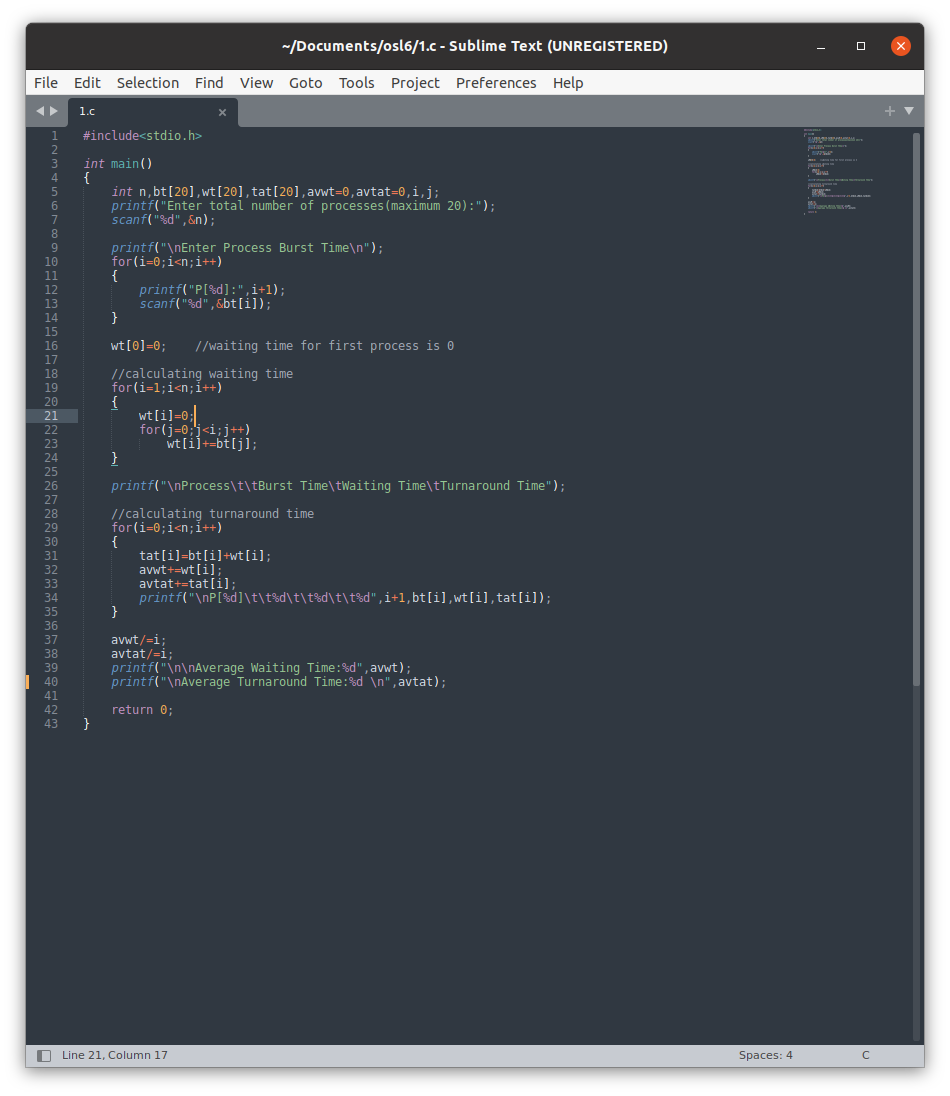 ~/Documents/osl6/1.c - Sublime Text (UNREGISTERED)
File Edit Selection Find View Goto Tools Project Preferences Help
1.c
1 #include<stdio.h>
2
3 int main()
4 {
5     int n,bt[20],wt[20],tat[20],avwt=0,avtat=0,i,j;
6     printf("Enter total number of processes(maximum 20):");
7     scanf("%d",&n);
8
9     printf("\nEnter Process Burst Time\n");
10     for(i=0;i<n;i++)
11     {
12         printf("P[%d]:",i+1);
13         scanf("%d",&bt[i]);
14     }
15
16     wt[0]=0;    //waiting time for first process is 0
17
18     //calculating waiting time
19     for(i=1;i<n;i++)
20     {
21         wt[i]=0;
22         for(j=0;j<i;j++)
23             wt[i]+=bt[j];
24     }
25
26     printf("\nProcess\t\tBurst Time\tWaiting Time\tTurnaround Time");
27
28     //calculating turnaround time
29     for(i=0;i<n;i++)
30     {
31         tat[i]=bt[i]+wt[i];
32         avwt+=wt[i];
33         avtat+=tat[i];
34         printf("\nP[%d]\t\t%d\t\t%d\t\t%d",i+1,bt[i],wt[i],tat[i]);
35     }
36
37     avwt/=i;
38     avtat/=i;
39     printf("\n\nAverage Waiting Time:%d",avwt);
40     printf("\nAverage Turnaround Time:%d \n",avtat);
41
42     return 0;
43 }
Line 21, Column 17 Spaces: 4 C